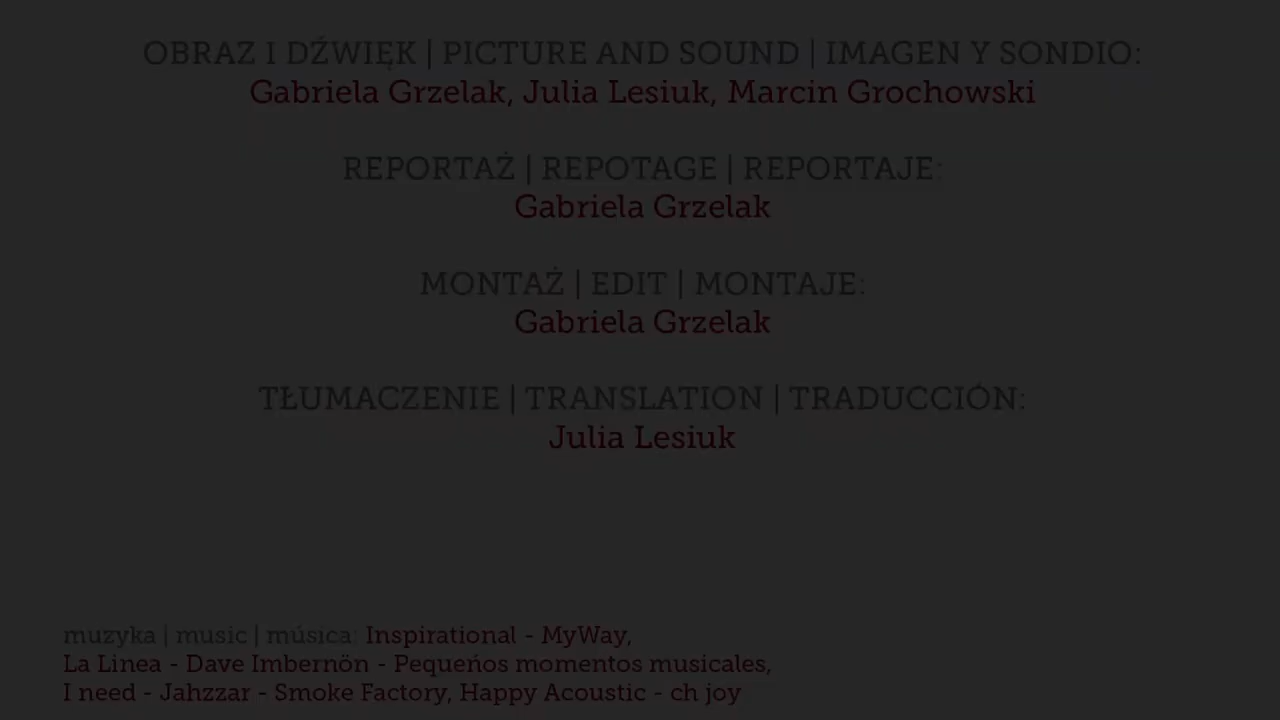 OBRAZ I DŹWIĘK | PICTURE AND SOUND | IMAGEN Y SONDIO:
Gabriela Grzelak, Julia Lesiuk, Marcin Grochowski
REPORTAŻ | REPOTAGE | REPORTAJE:
Gabriela Grzelak
MONTAŻ | EDIT | MONTAJE:
Gabriela Grzelak
TŁUMACZENIE | TRANSLATION | TRADUCCIÓN:
Julia Lesiuk
muzyka | music | música: Inspirational - MyWay,
La Linea - Dave Imbernön - Pequeńos momentos musicales,
I need - Jahzzar - Smoke Factory, Happy Acoustic - ch joy